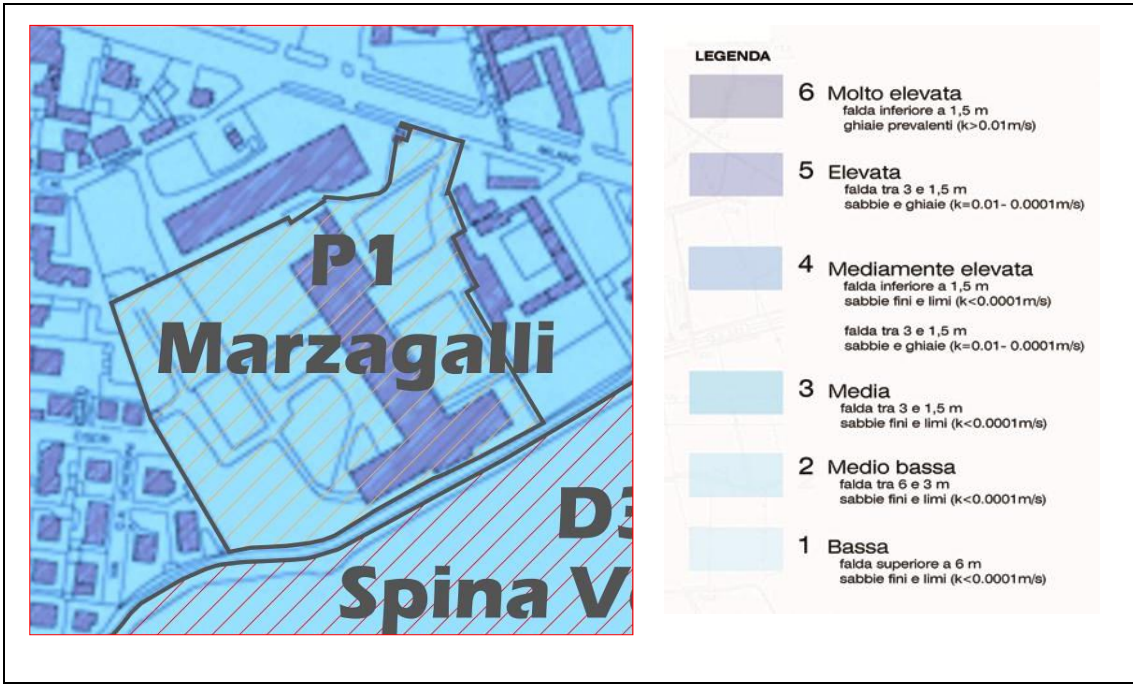 P1
Marzagalli
D3
Spina V
MILANO
LEGENDA
6 Molto elevata
falda inferiore a 1,5 m
ghiaie prevalenti (k>0.01m/s)
5 Elevata
falda tra 3 e 1,5 m
sabbie e ghiaie (k=0.01- 0.0001m/s)
4 Mediamente elevata
falda inferiore a 1,5 m
sabbie fini e limi (k<0.0001m/s)
falda tra 3 e 1,5 m
sabbie e ghiaie (k=0.01- 0.0001m/s)
3 Media
falda tra 3 e 1,5 m
sabbie fini e limi (k<0.0001m/s)
2 Medio bassa
falda tra 6 e 3 m
sabbie fini e limi (k<0.0001m/s)
1 Bassa
falda superiore a 6 m
sabbie fini e limi (k<0.0001m/s)